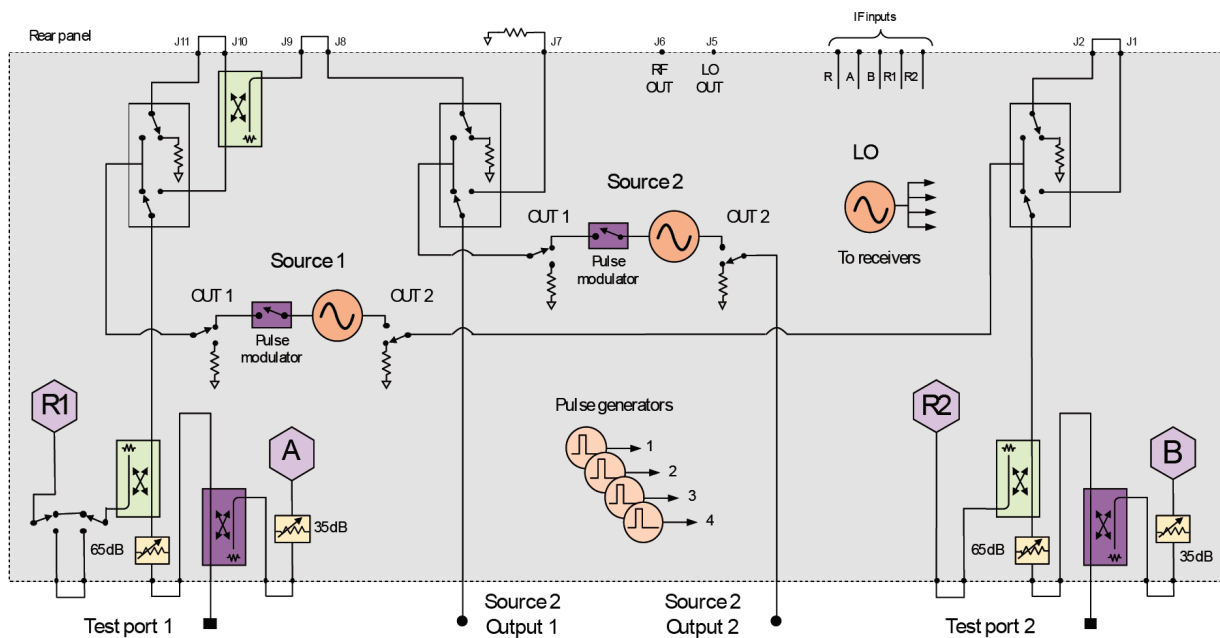 Rear panel
J11
J10
J9
J8
J7
J6
J5
IF inputs
J2
J1
RF
OUT
LO
OUT
R
A
B
R1
R2
LO
To receivers
Source 2
OUT 1
OUT 2
Pulse
modulator
Source 1
OUT 1
OUT 2
Pulse
modulator
R1
A
Pulse generators
1
2
3
4
R2
B
65dB
35dB
65dB
35dB
Test port 1
Source 2
Output 1
Source 2
Output 2
Test port 2